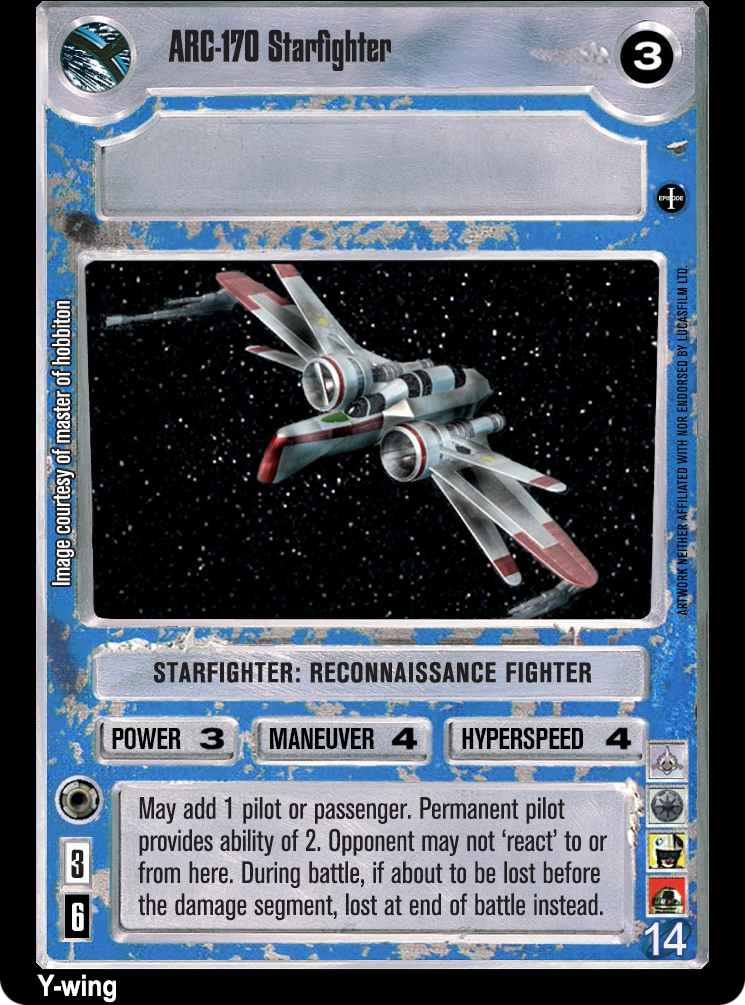 ARC-170 Starfighter
3
EPISODE
I
Image courtesy of master of hobbiton
ARTWORK NEITHER AFFILIATED WITH NOR ENDORSED BY LUCASFILM LTD.
STARFIGHTER: RECONNAISSANCE FIGHTER
POWER 3 MANEUVER 4 HYPERSPEED 4
May add 1 pilot or passenger. Permanent pilot
provides ability of 2. Opponent may not ‘react’ to or
from here. During battle, if about to be lost before
the damage segment, lost at end of battle instead.
3
6
14
Y-wing